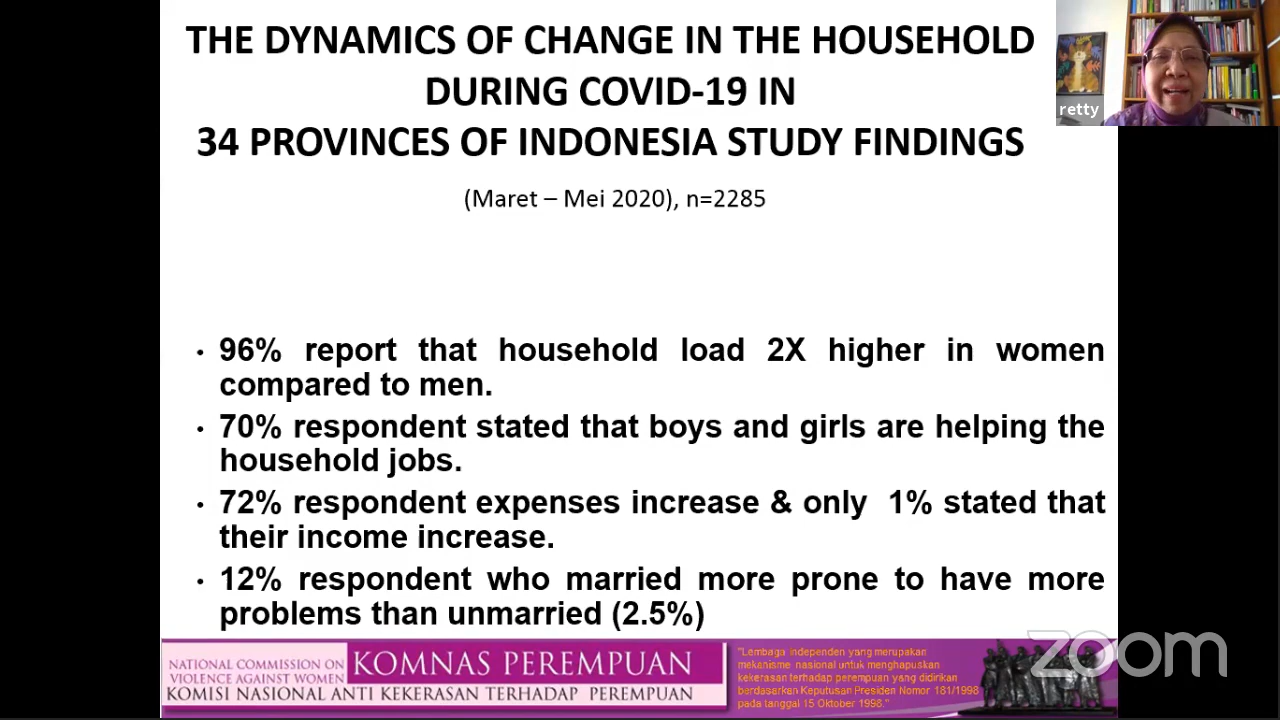 THE DYNAMICS OF CHANGE IN THE HOUSEHOLD
DURING COVID-19 IN
34 PROVINCES OF INDONESIA STUDY FINDINGS
(Maret – Mei 2020), n=2285
retty
• 96% report that household load 2X higher in women
compared to men.
• 70% respondent stated that boys and girls are helping the
household jobs.
• 72% respondent expenses increase & only 1% stated that
their income increase.
• 12% respondent who married more prone to have more
problems than unmarried (2.5%)
NATIONAL COMMISSION ON
VIOLENCE AGAINST WOMEN
KOMNAS PEREMPUAN
KOMISI NASIONAL ANTI KEKERASAN TERHADAP PEREMPUAN
"Lembaga independen yang merupakan
mekanisme nasional untuk menghapuskan
kekerasan terhadap perempuan yang didirikan
berdasarkan Keputusan Presiden Nomor 181/1998
pada tanggal 15 Oktober 1998."
zoom